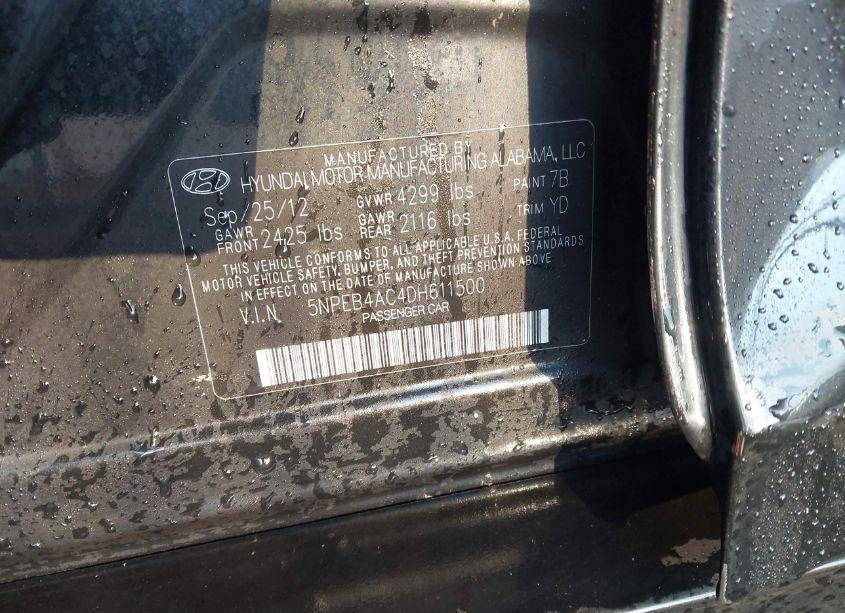 MANUFACTURED BY
HYUNDAI MOTOR MANUFACTURING ALABAMA, LLC
Sep/25/12 GVWR 4299 lbs PAINT 7B
GAWR FRONT 2425 lbs GAWR REAR 2116 lbs TRIM YD
THIS VEHICLE CONFORMS TO ALL APPLICABLE U.S.A. FEDERAL
MOTOR VEHICLE SAFETY, BUMPER, AND THEFT PREVENTION STANDARDS
IN EFFECT ON THE DATE OF MANUFACTURE SHOWN ABOVE
V.I.N. 5NPEB4AC4DH611500
PASSENGER CAR